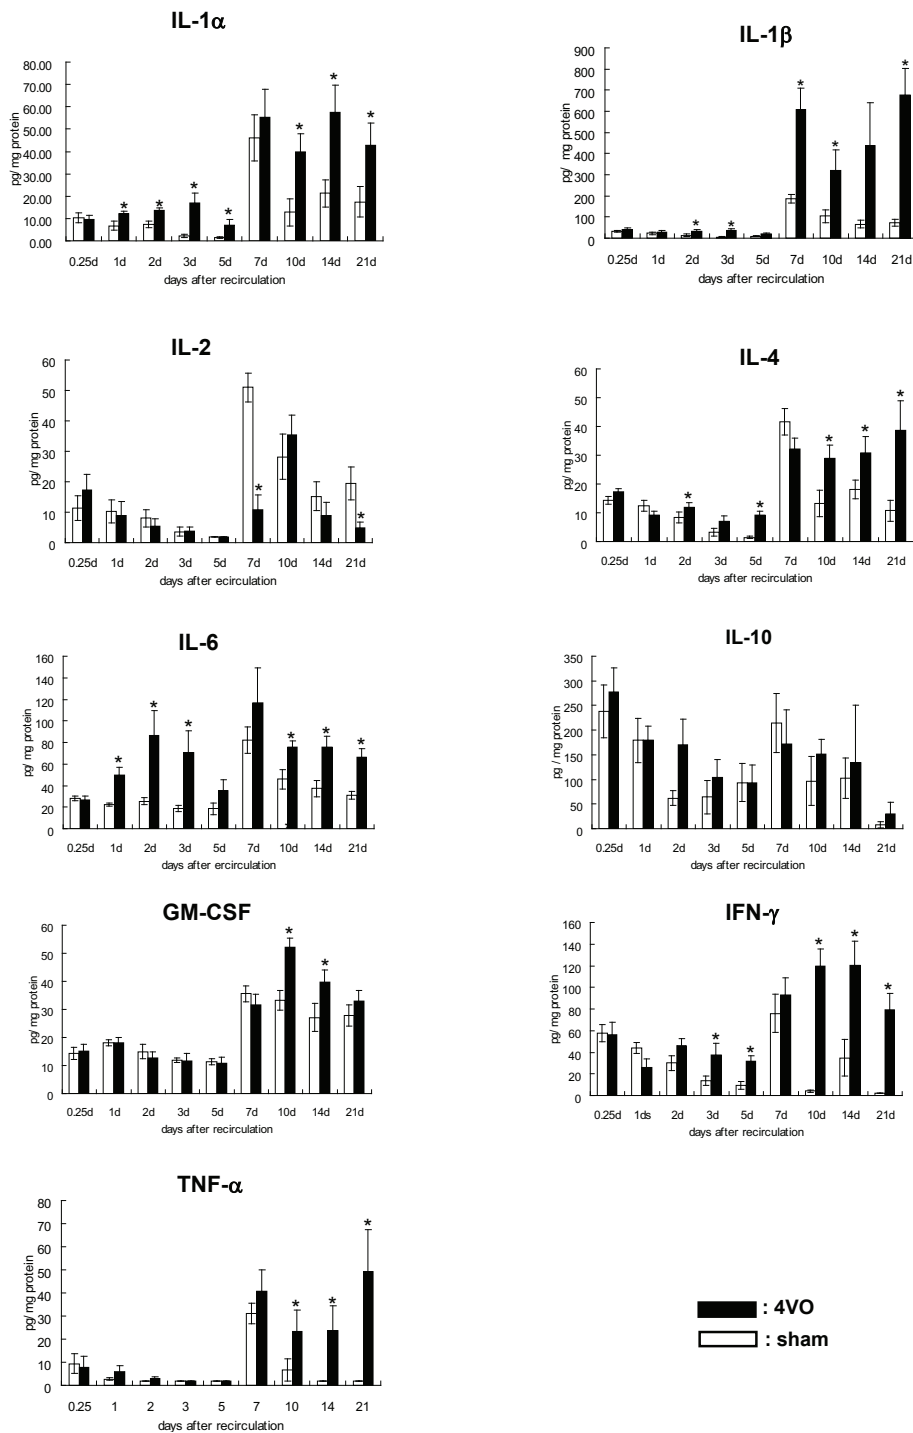 IL-1α
pg/ mg protein
80.00
70.00
60.00
50.00
40.00
30.00
20.00
10.00
0.00
* * * * * * *
0.25d 1d 2d 3d 5d 7d 10d 14d 21d
days after recirculation
IL-1β
pg/ mg protein
900
800
700
600
500
400
300
200
100
0
* * * * *
0.25d 1d 2d 3d 5d 7d 10d 14d 21d
days after recirculation
IL-2
pg/ mg protein
60
50
40
30
20
10
0
* *
0.25d 1d 2d 3d 5d 7d 10d 14d 21d
days after ecirculation
IL-4
pg/ mg protein
60
50
40
30
20
10
0
* * * * *
0.25d 1d 2d 3d 5d 7d 10d 14d 21d
days after recirculation
IL-6
pg/ mg protein
160
140
120
100
80
60
40
20
0
* * * * * *
0.25d 1d 2d 3d 5d 7d 10d 14d 21d
days after ercirculation
IL-10
pg/ mg protein
350
300
250
200
150
100
50
0
0.25d 1d 2d 3d 5d 7d 10d 14d 21d
days after recirculation
GM-CSF
pg/ mg protein
60
50
40
30
20
10
0
* *
0.25d 1d 2d 3d 5d 7d 10d 14d 21d
days after recirculation
IFN-γ
pg/ mg protein
160
140
120
100
80
60
40
20
0
* * * * *
0.25d 1ds 2d 3d 5d 7d 10d 14d 21d
days after recirculation
TNF-α
pg/ mg protein
80
70
60
50
40
30
20
10
0
* * *
0.25 1 2 3 5 7 10 14 21
days after recirculation
: 4VO
: sham